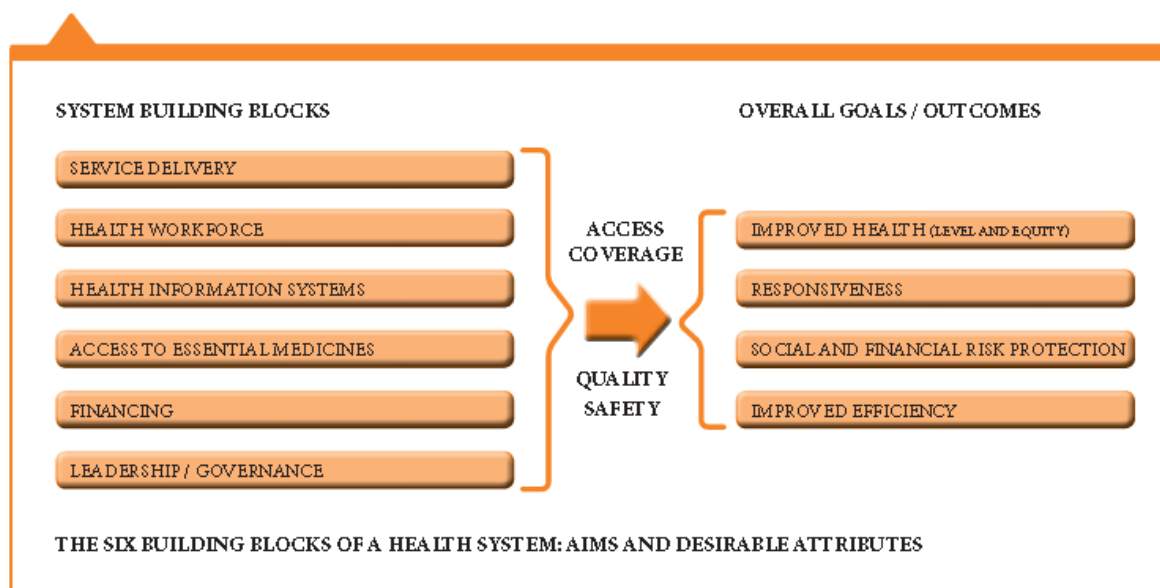 SYSTEM BUILDING BLOCKS
SERVICE DELIVERY
HEALTH WORKFORCE
HEALTH INFORMATION SYSTEMS
ACCESS TO ESSENTIAL MEDICINES
FINANCING
LEADERSHIP / GOVERNANCE
ACCESS
COVERAGE
QUALITY
SAFETY
OVERALL GOALS / OUTCOMES
IMPROVED HEALTH (LEVEL AND EQUITY)
RESPONSIVENESS
SOCIAL AND FINANCIAL RISK PROTECTION
IMPROVED EFFICIENCY
THE SIX BUILDING BLOCKS OF A HEALTH SYSTEM: AIMS AND DESIRABLE ATTRIBUTES